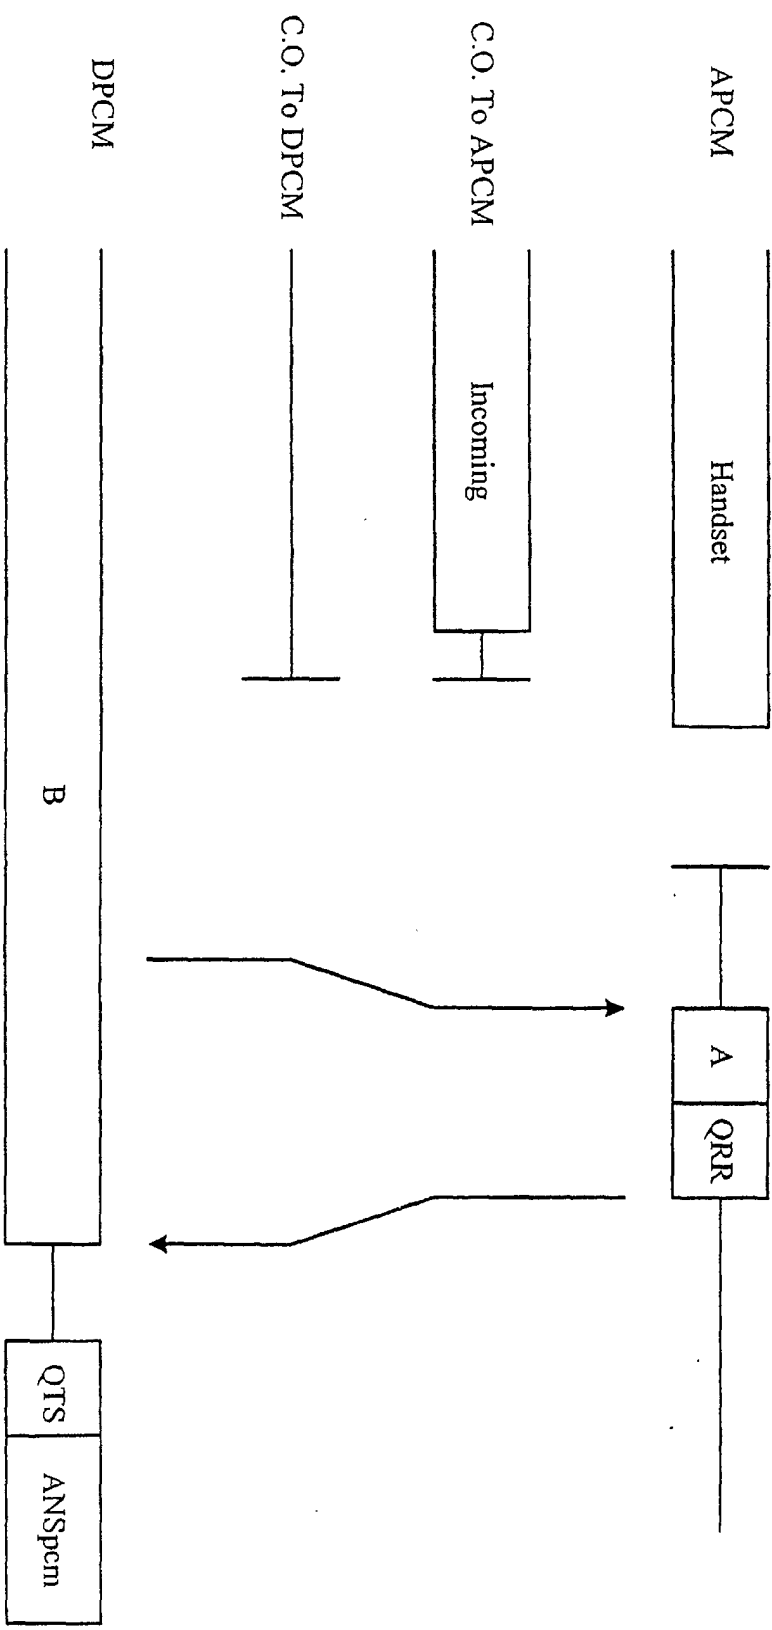 APCM
Handset
A
QRR
C.O. To APCM
Incoming
C.O. To DPCM
DPCM
B
QTS
ANSpcm